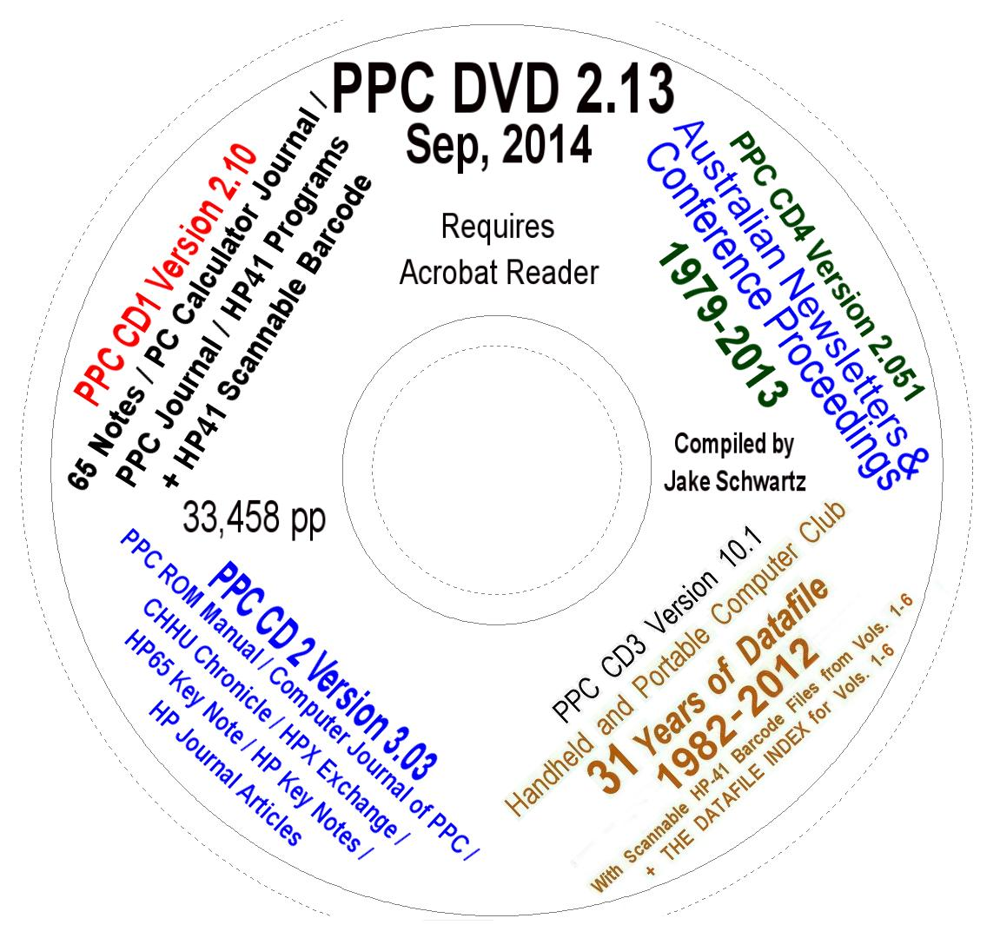 PPC DVD 2.13
Sep, 2014
Requires
Acrobat Reader
PPC CD1 Version 2.10
65 Notes / PC Calculator Journal /
PPC Journal / HP41 Programs
+ HP41 Scannable Barcode
33,458 pp
PPC CD4 Version 2.051
Australian Newsletters &
Conference Proceedings
1979-2013
Compiled by
Jake Schwartz
PPC CD 2 Version 3.03
PPC ROM Manual / Computer Journal of PPC /
CHHU Chronicle / HPX Exchange /
HP65 Key Note / HP Key Notes /
HP Journal Articles
PPC CD3 Version 10.1
Handheld and Portable Computer Club
31 Years of Datafile
1982-2012
With Scannable HP-41 Barcode Files from Vols. 1-6
+ THE DATAFILE INDEX for Vols. 1-6